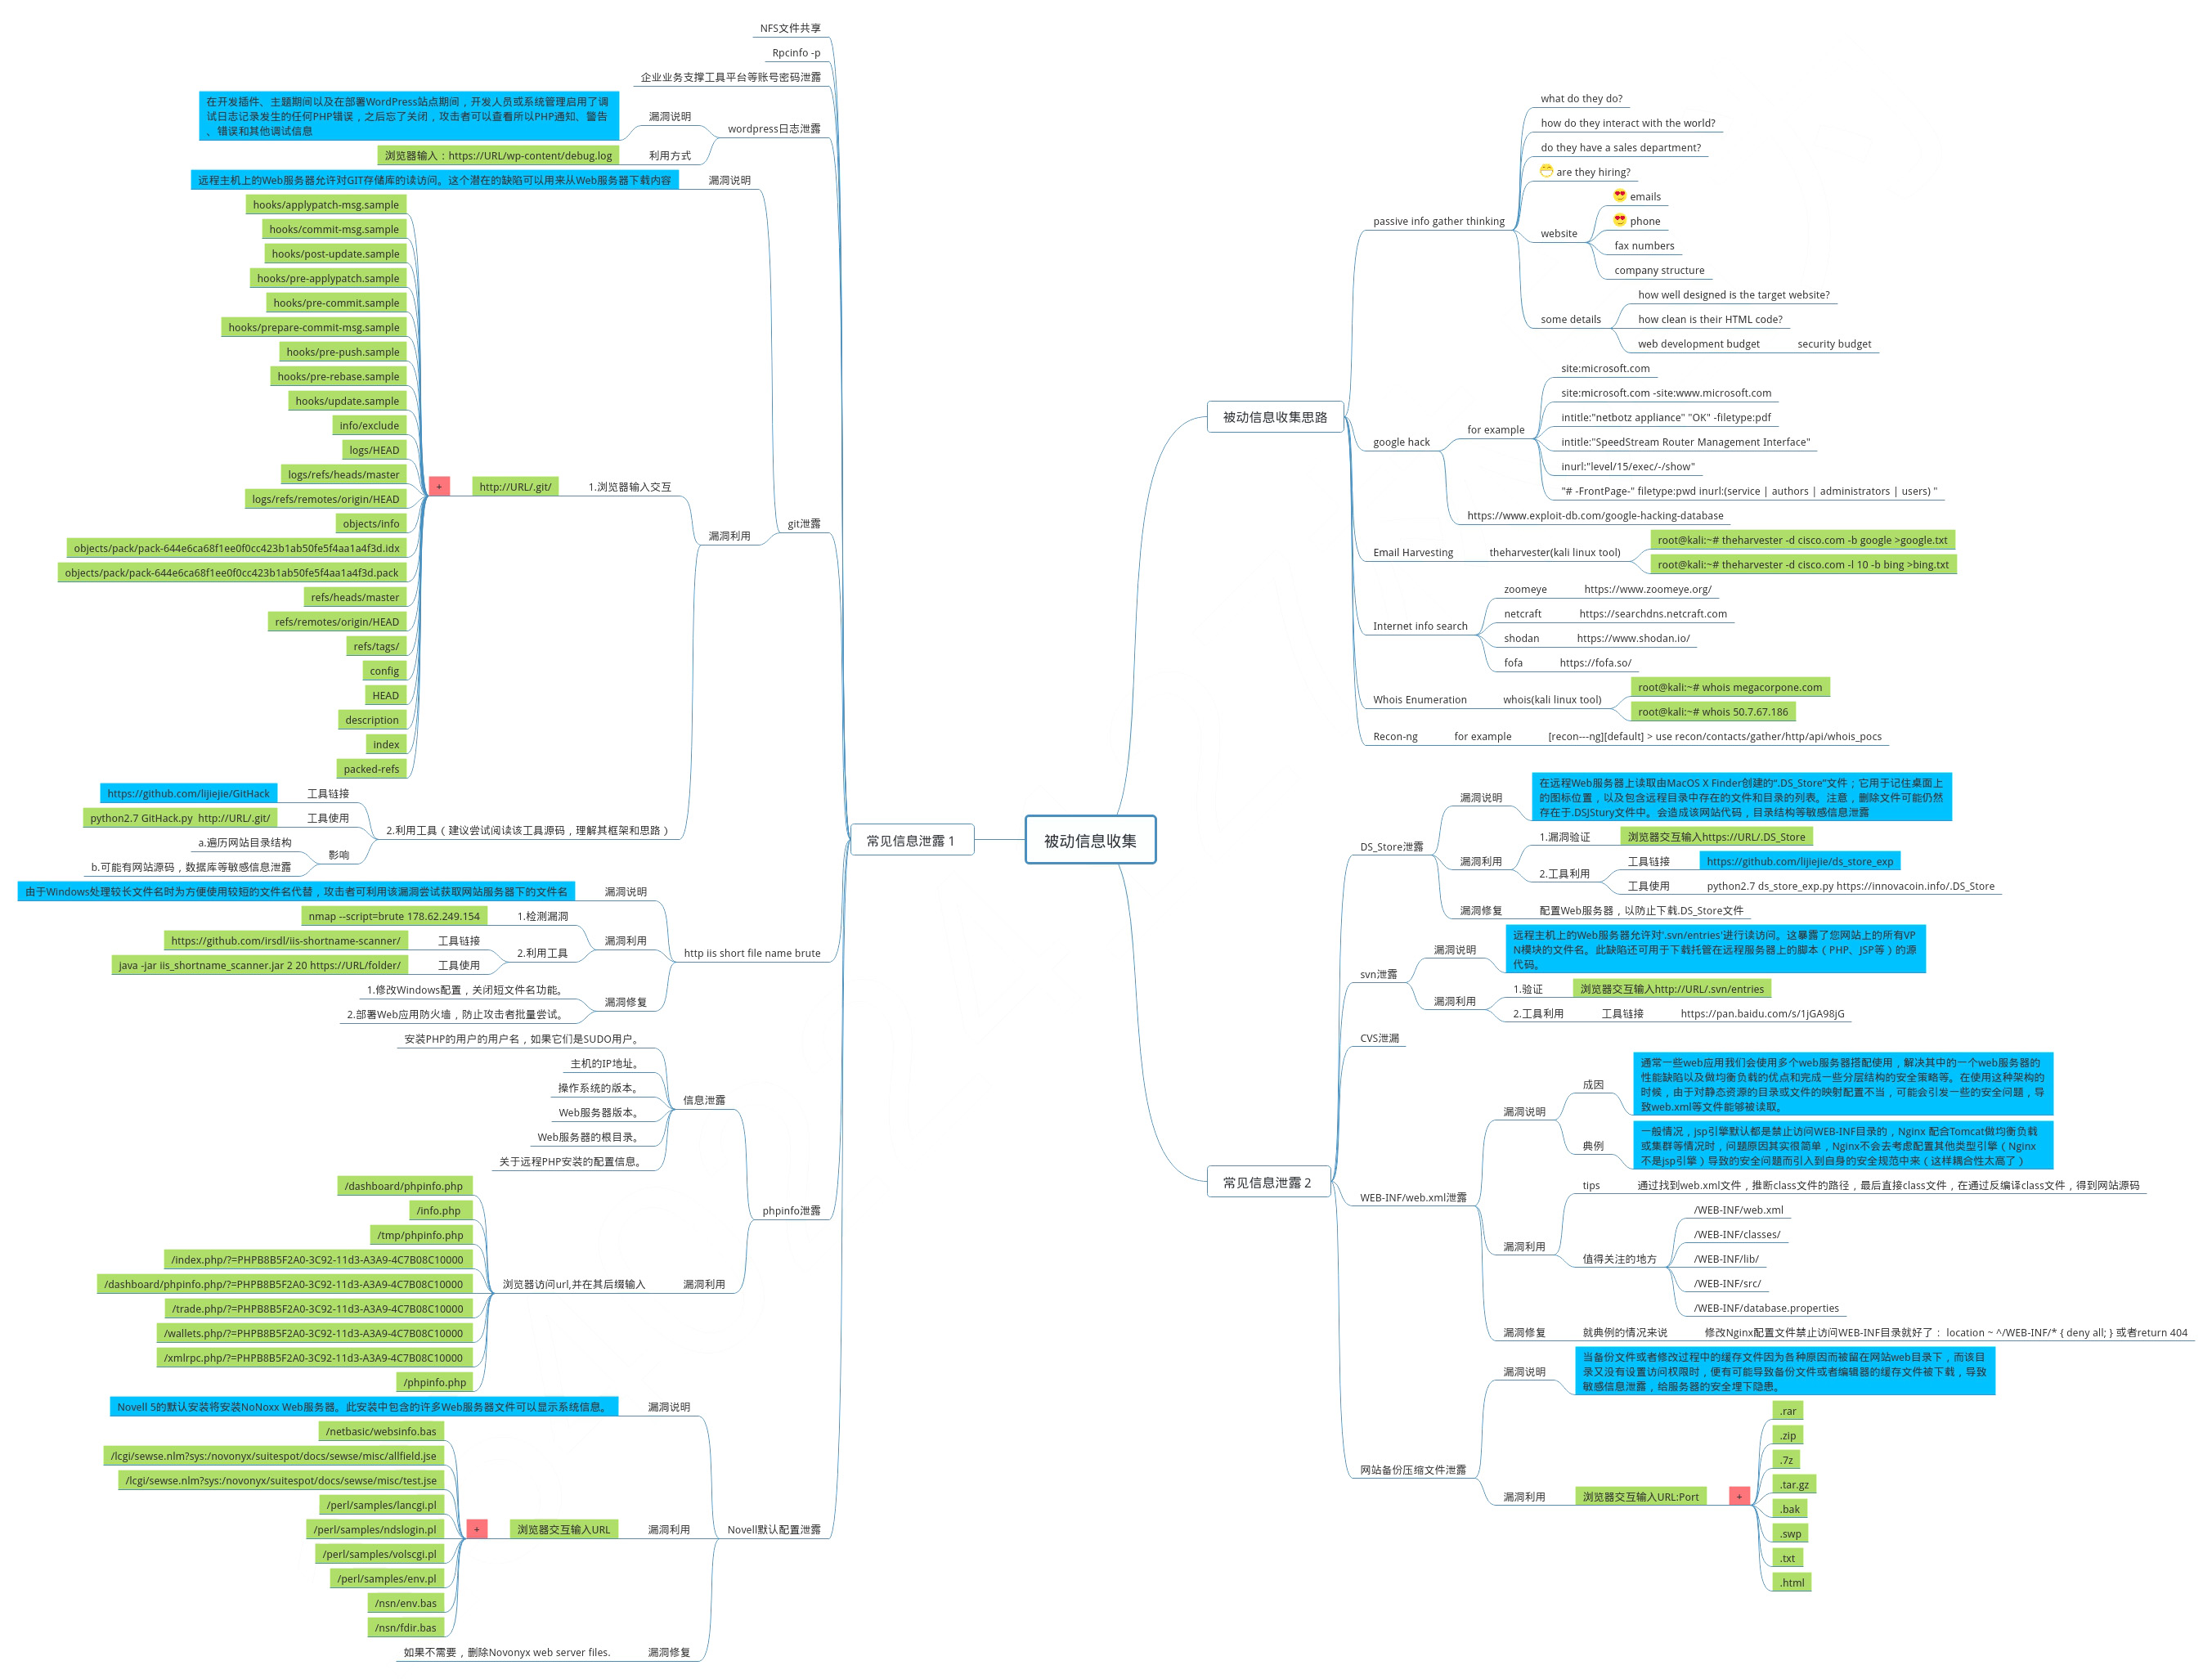 被动信息收集
被动信息收集思路
passive info gather thinking
what do they do?
how do they interact with the world?
do they have a sales department?
are they hiring?
website
emails
phone
fax numbers
company structure
some details
how well designed is the target website?
how clean is their HTML code?
web development budget
security budget
google hack
for example
site:microsoft.com
site:microsoft.com -site:www.microsoft.com
intitle:"netbotz appliance" "OK" -filetype:pdf
intitle:"SpeedStream Router Management Interface"
inurl:"level/15/exec/-/show"
"# -FrontPage-" filetype:pwd inurl:(service | authors | administrators | users) "
https://www.exploit-db.com/google-hacking-database
Email Harvesting
theharvester(kali linux tool)
root@kali:~# theharvester -d cisco.com -b google >google.txt
root@kali:~# theharvester -d cisco.com -l 10 -b bing >bing.txt
Internet info search
zoomeye
https://www.zoomeye.org/
netcraft
https://searchdns.netcraft.com
shodan
https://www.shodan.io/
fofa
https://fofa.so/
Whois Enumeration
whois(kali linux tool)
root@kali:~# whois megacorpone.com
root@kali:~# whois 50.7.67.186
Recon-ng
for example
[recon---ng][default] > use recon/contacts/gather/http/api/whois_pocs
常见信息泄露 1
NFS文件共享
Rpcinfo -p
企业业务支撑工具平台等账号密码泄露
wordpress日志泄露
漏洞说明
在开发插件、主题期间以及在部署WordPress站点期间，开发人员或系统管理启用了调
试日志记录发生的任何PHP错误，之后忘了关闭，攻击者可以查看所以PHP通知、警告
、错误和其他调试信息
利用方式
浏览器输入：https://URL/wp-content/debug.log
git泄露
漏洞说明
远程主机上的Web服务器允许对GIT存储库的读访问。这个潜在的缺陷可以用来从Web服务器下载内容
漏洞利用
1.浏览器输入交互
http://URL/.git/
+
hooks/applypatch-msg.sample
hooks/commit-msg.sample
hooks/post-update.sample
hooks/pre-applypatch.sample
hooks/pre-commit.sample
hooks/prepare-commit-msg.sample
hooks/pre-push.sample
hooks/pre-rebase.sample
hooks/update.sample
info/exclude
logs/HEAD
logs/refs/heads/master
logs/refs/remotes/origin/HEAD
objects/info
objects/pack/pack-644e6ca68f1ee0f0cc423b1ab50fe5f4aa1a4f3d.idx
objects/pack/pack-644e6ca68f1ee0f0cc423b1ab50fe5f4aa1a4f3d.pack
refs/heads/master
refs/remotes/origin/HEAD
refs/tags/
config
HEAD
description
index
packed-refs
2.利用工具（建议尝试阅读该工具源码，理解其框架和思路）
工具链接
https://github.com/lijiejie/GitHack
工具使用
python2.7 GitHack.py  http://URL/.git/
影响
a.遍历网站目录结构
b.可能有网站源码，数据库等敏感信息泄露
http iis short file name brute
漏洞说明
由于Windows处理较长文件名时为方便使用较短的文件名代替，攻击者可利用该漏洞尝试获取网站服务器下的文件名
漏洞利用
1.检测漏洞
nmap --script=brute 178.62.249.154
2.利用工具
工具链接
https://github.com/irsdl/iis-shortname-scanner/
工具使用
java -jar iis_shortname_scanner.jar 2 20 https://URL/folder/
漏洞修复
1.修改Windows配置，关闭短文件名功能。
2.部署Web应用防火墙，防止攻击者批量尝试。
phpinfo泄露
信息泄露
安装PHP的用户的用户名，如果它们是SUDO用户。
主机的IP地址。
操作系统的版本。
Web服务器版本。
Web服务器的根目录。
关于远程PHP安装的配置信息。
漏洞利用
浏览器访问url,并在其后缀输入
/dashboard/phpinfo.php
/info.php
/tmp/phpinfo.php
/index.php/?=PHPB8B5F2A0-3C92-11d3-A3A9-4C7B08C10000
/dashboard/phpinfo.php/?=PHPB8B5F2A0-3C92-11d3-A3A9-4C7B08C10000
/trade.php/?=PHPB8B5F2A0-3C92-11d3-A3A9-4C7B08C10000
/wallets.php/?=PHPB8B5F2A0-3C92-11d3-A3A9-4C7B08C10000
/xmlrpc.php/?=PHPB8B5F2A0-3C92-11d3-A3A9-4C7B08C10000
/phpinfo.php
Novell默认配置泄露
漏洞说明
Novell 5的默认安装将安装NoNoxx Web服务器。此安装中包含的许多Web服务器文件可以显示系统信息。
漏洞利用
浏览器交互输入URL
+
/netbasic/websinfo.bas
/lcgi/sewse.nlm?sys:/novonyx/suitespot/docs/sewse/misc/allfield.jse
/lcgi/sewse.nlm?sys:/novonyx/suitespot/docs/sewse/misc/test.jse
/perl/samples/lancgi.pl
/perl/samples/ndslogin.pl
/perl/samples/volscgi.pl
/perl/samples/env.pl
/nsn/env.bas
/nsn/fdir.bas
漏洞修复
如果不需要，删除Novonyx web server files.
常见信息泄露 2
DS_Store泄露
漏洞说明
在远程Web服务器上读取由MacOS X Finder创建的“.DS_Store”文件；它用于记住桌面上
的图标位置，以及包含远程目录中存在的文件和目录的列表。注意，删除文件可能仍然
存在于.DSJStury文件中。会造成该网站代码，目录结构等敏感信息泄露
漏洞利用
1.漏洞验证
浏览器交互输入https://URL/.DS_Store
2.工具利用
工具链接
https://github.com/lijiejie/ds_store_exp
工具使用
python2.7 ds_store_exp.py https://innovacoin.info/.DS_Store
漏洞修复
配置Web服务器，以防止下载.DS_Store文件
svn泄露
漏洞说明
远程主机上的Web服务器允许对'.svn/entries'进行读访问。这暴露了您网站上的所有VP
N模块的文件名。此缺陷还可用于下载托管在远程服务器上的脚本（PHP、JSP等）的源
代码。
漏洞利用
1.验证
浏览器交互输入http://URL/.svn/entries
2.工具利用
工具链接
https://pan.baidu.com/s/1jGA98jG
CVS泄漏
WEB-INF/web.xml泄露
漏洞说明
成因
通常一些web应用我们会使用多个web服务器搭配使用，解决其中的一个web服务器的
性能缺陷以及做均衡负载的优点和完成一些分层结构的安全策略等。在使用这种架构的
时候，由于对静态资源的目录或文件的映射配置不当，可能会引发一些的安全问题，导
致web.xml等文件能够被读取。
典例
一般情况，jsp引擎默认都是禁止访问WEB-INF目录的，Nginx 配合Tomcat做均衡负载
或集群等情况时，问题原因其实很简单，Nginx不会去考虑配置其他类型引擎（Nginx
不是jsp引擎）导致的安全问题而引入到自身的安全规范中来（这样耦合性太高了）
漏洞利用
tips
通过找到web.xml文件，推断class文件的路径，最后直接class文件，在通过反编译class文件，得到网站源码
值得关注的地方
/WEB-INF/web.xml
/WEB-INF/classes/
/WEB-INF/lib/
/WEB-INF/src/
/WEB-INF/database.properties
漏洞修复
就典例的情况来说
修改Nginx配置文件禁止访问WEB-INF目录就好了： location ~ ^/WEB-INF/* { deny all; } 或者return 404
网站备份压缩文件泄露
漏洞说明
当备份文件或者修改过程中的缓存文件因为各种原因而被留在网站web目录下，而该目
录又没有设置访问权限时，便有可能导致备份文件或者编辑器的缓存文件被下载，导致
敏感信息泄露，给服务器的安全埋下隐患。
漏洞利用
浏览器交互输入URL:Port
+
.rar
.zip
.7z
.tar.gz
.bak
.swp
.txt
.html